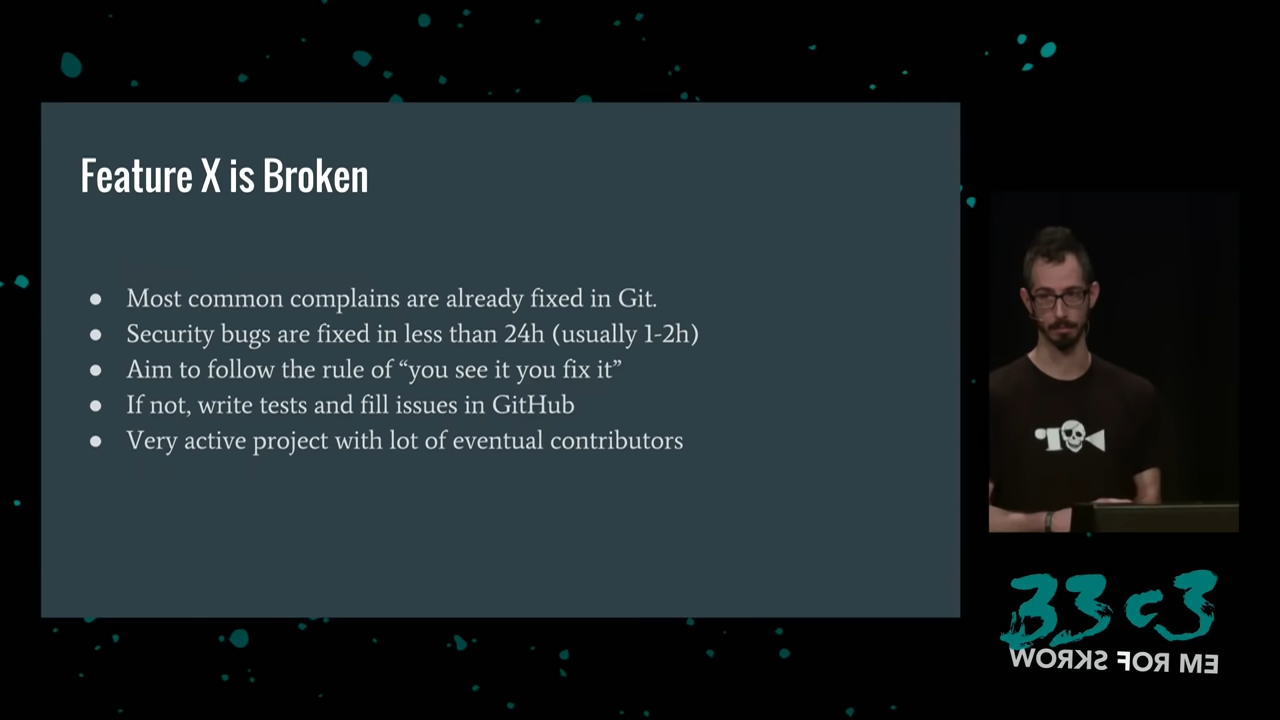 Feature X is Broken
● Most common complains are already fixed in Git.
● Security bugs are fixed in less than 24h (usually 1-2h)
● Aim to follow the rule of “you see it you fix it”
● If not, write tests and fill issues in GitHub
● Very active project with lot of eventual contributors
33c3
WORKS FOR ME